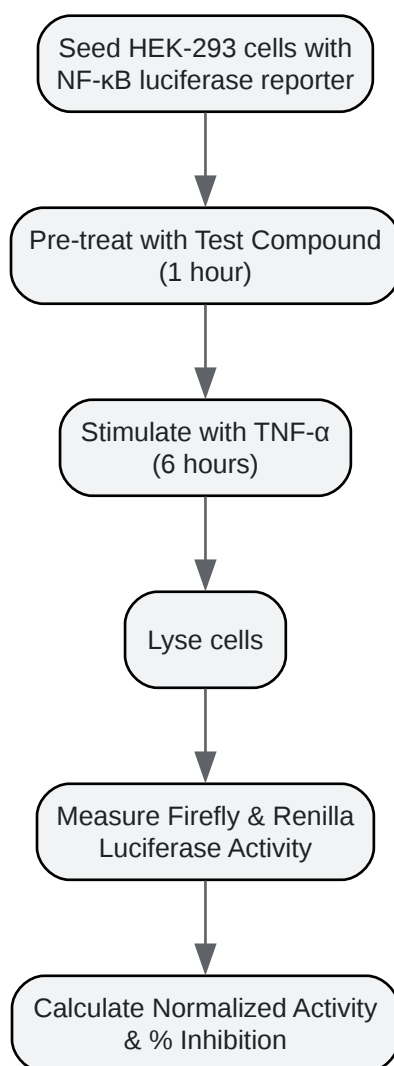 Seed HEK-293 cells with
NF-κB luciferase reporter
Pre-treat with Test Compound
(1 hour)
Stimulate with TNF-α
(6 hours)
Lyse cells
Measure Firefly & Renilla
Luciferase Activity
Calculate Normalized Activity
& % Inhibition